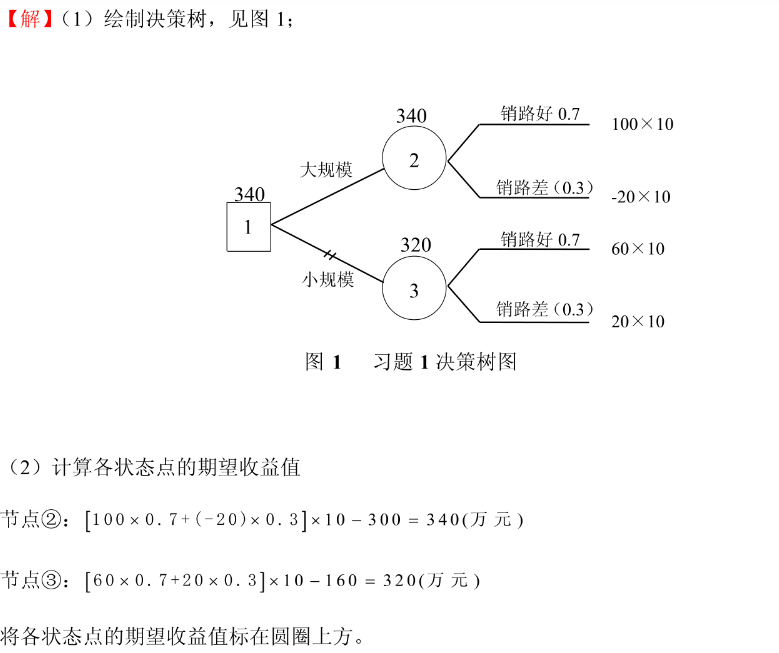 【解】（1）绘制决策树，见图 1；
340
销路好 0.7
100×10
2
大规模
销路差（0.3）
-20×10
340
1
320
销路好 0.7
60×10
小规模
3
销路差（0.3）
20×10
图 1 习题 1 决策树图
（2）计算各状态点的期望收益值
节点②：[100×0.7+(-20)×0.3]×10－300＝340(万元)
节点③：[60×0.7+20×0.3]×10－160＝320(万元)
将各状态点的期望收益值标在圆圈上方。